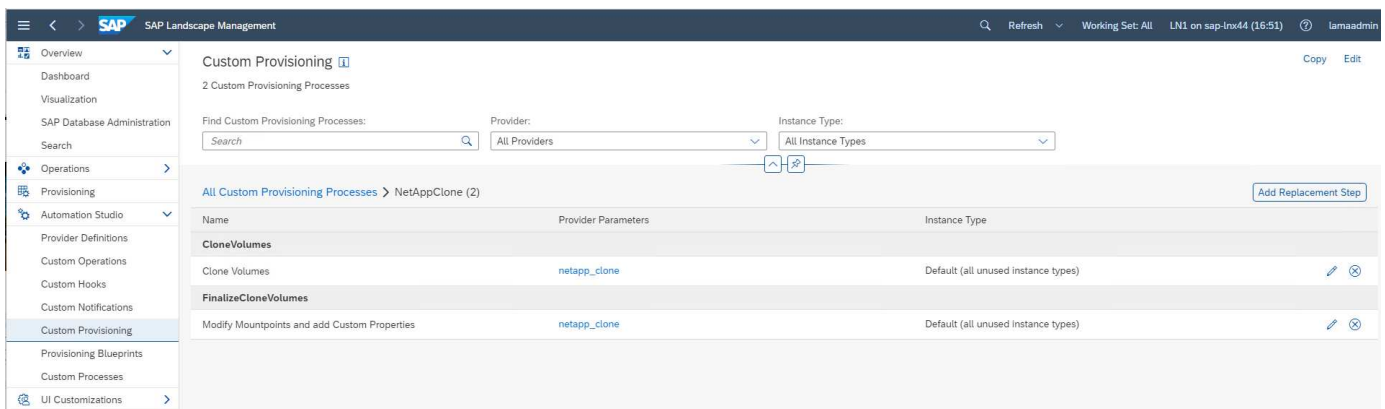 SAP SAP Landscape Management Refresh Working Set: All LN1 on sap-lnx44 (16:51) lamaadmin
Overview
Dashboard
Visualization
SAP Database Administration
Search
Operations
Provisioning
Automation Studio
Provider Definitions
Custom Operations
Custom Hooks
Custom Notifications
Custom Provisioning
Provisioning Blueprints
Custom Processes
UI Customizations
Custom Provisioning
Copy Edit
2 Custom Provisioning Processes
Find Custom Provisioning Processes: Provider: Instance Type:
Search All Providers All Instance Types
All Custom Provisioning Processes > NetAppClone (2) Add Replacement Step
Name Provider Parameters Instance Type
CloneVolumes
Clone Volumes netapp_clone Default (all unused instance types)
FinalizeCloneVolumes
Modify Mountpoints and add Custom Properties netapp_clone Default (all unused instance types)